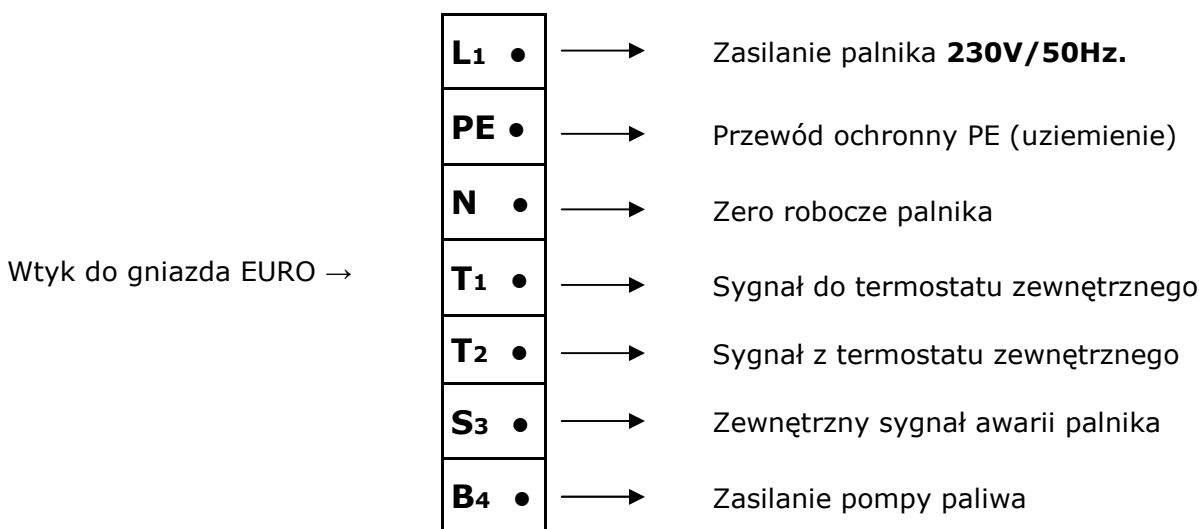 L1 • → Zasilanie palnika 230V/50Hz.
PE • → Przewód ochronny PE (uziemienie)
N • → Zero robocze palnika
Wtyk do gniazda EURO →
T1 • → Sygnał do termostatu zewnętrznego
T2 • → Sygnał z termostatu zewnętrznego
S3 • → Zewnętrzny sygnał awarii palnika
B4 • → Zasilanie pompy paliwa